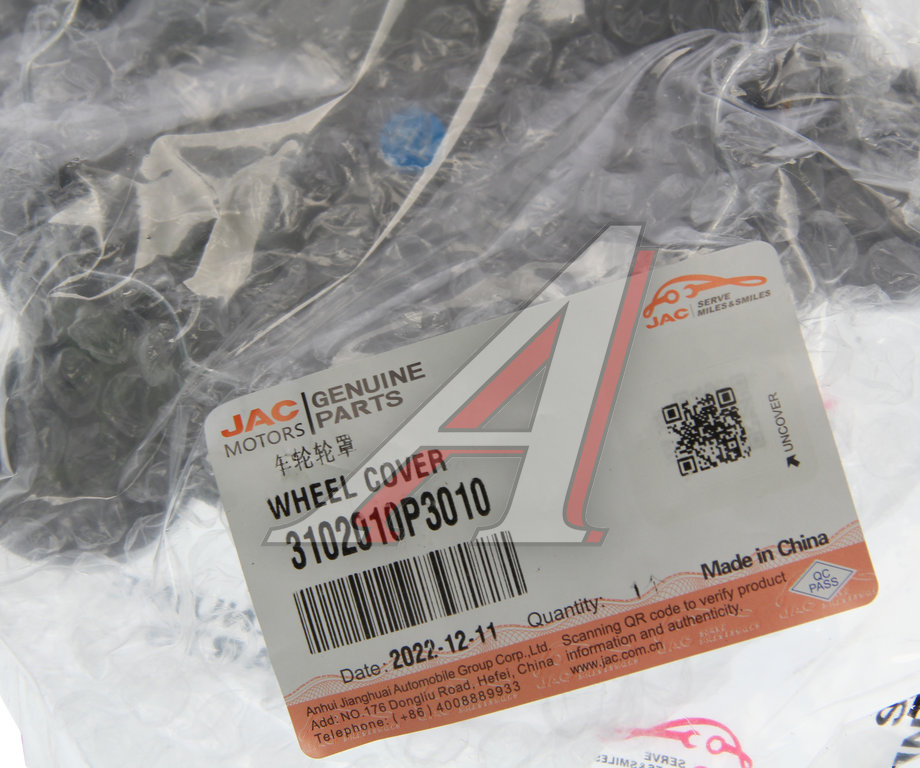 JAC
MOTORS
GENUINE
PARTS
JAC
SERVE
MILES&SMILES
车轮轮罩
WHEEL COVER
3102010P3010
UNCOVER
Made in China
QC
PASS
Quantity: 1
Date: 2022-12-11
Scanning QR code to verify product
information and authenticity.
www.jac.com.cn
Anhui Jianghuai Automobile Group Corp., Ltd.
Add: NO.176 Dongliu Road, Hefei, China
Telephone: (+86) 4008889933
SERVE